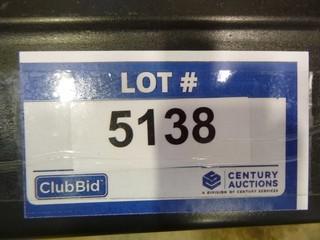 LOT #
5138
ClubBid
CENTURY
AUCTIONS
A DIVISION OF CENTURY SERVICES